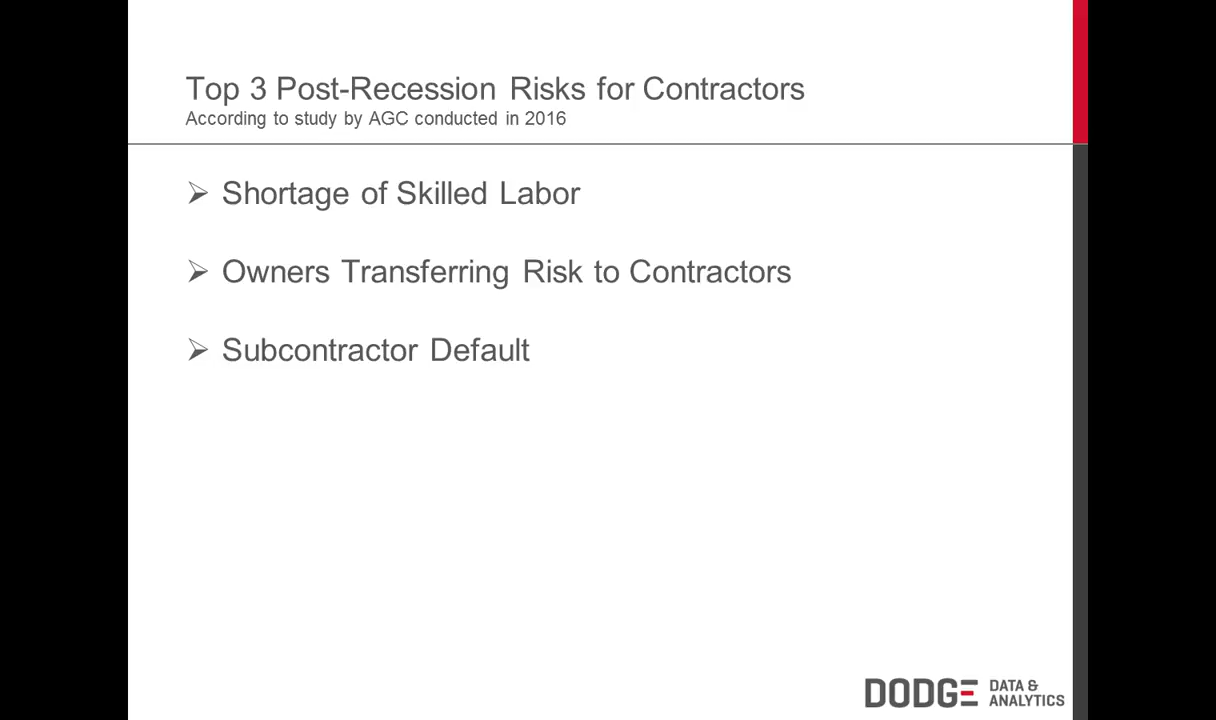 Top 3 Post-Recession Risks for Contractors
According to study by AGC conducted in 2016
➢ Shortage of Skilled Labor
➢ Owners Transferring Risk to Contractors
➢ Subcontractor Default
DODGE DATA &
ANALYTICS